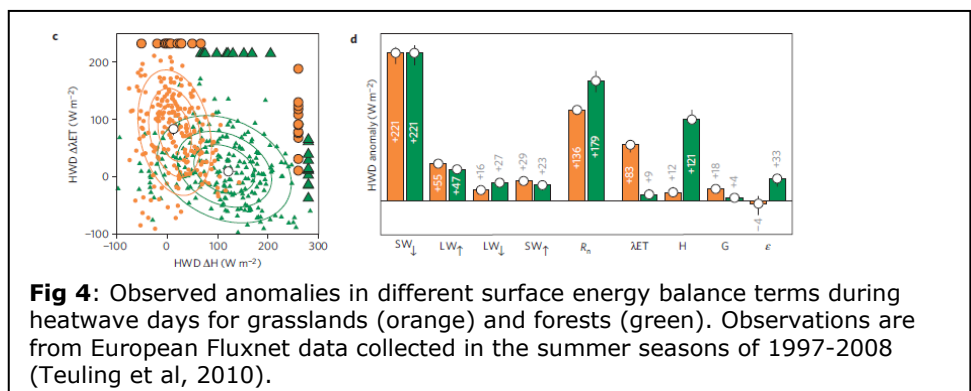 c
d
HWD ΔλET (W m⁻²)
200
100
0
−100
−100
0
100
200
300
HWD ΔH (W m⁻²)
HWD anomaly (W m⁻²)
+221
+221
+55
+47
+16
+27
+29
+23
+136
+179
+83
+9
+12
+121
+18
+4
−4
+33
SW↓
LW↑
LW↓
SW↑
Rₙ
λET
H
G
ε
Fig 4: Observed anomalies in different surface energy balance terms during
heatwave days for grasslands (orange) and forests (green). Observations are
from European Fluxnet data collected in the summer seasons of 1997-2008
(Teuling et al, 2010).